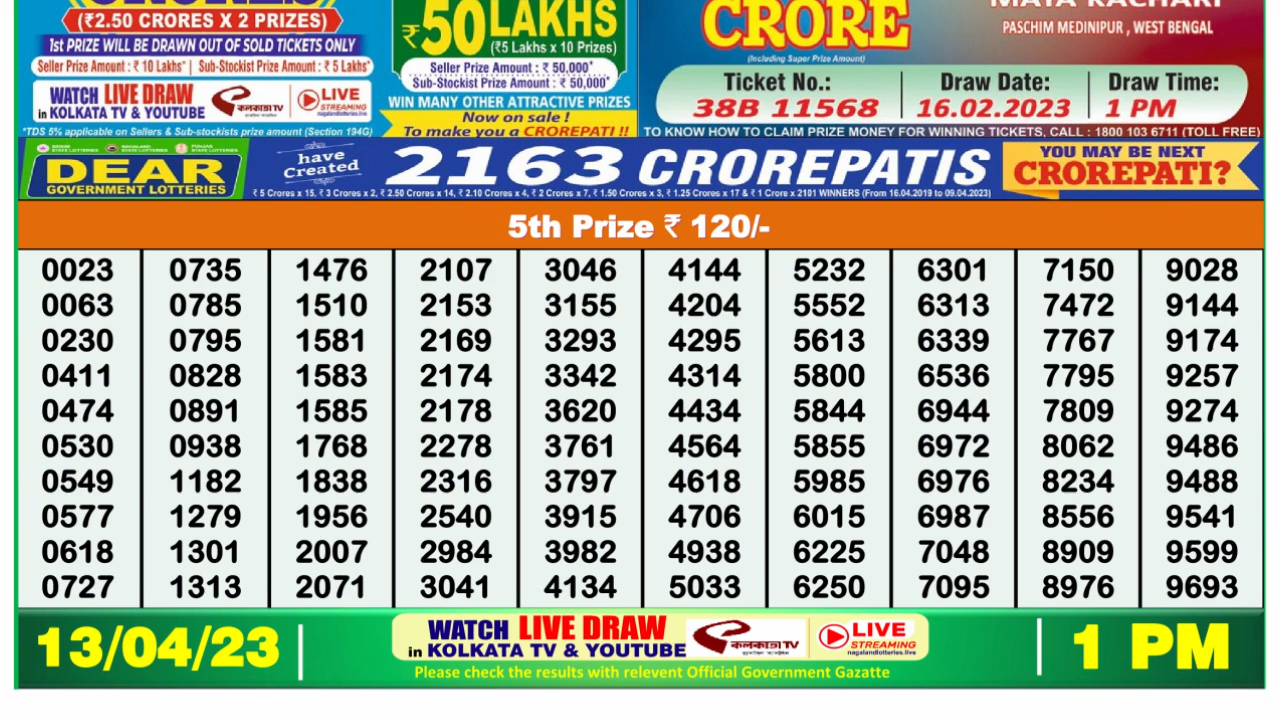 (₹2.50 CRORES X 2 PRIZES)
1st PRIZE WILL BE DRAWN OUT OF SOLD TICKETS ONLY
Seller Prize Amount : ₹ 10 Lakhs* | Sub-Stockist Prize Amount : ₹ 5 Lakhs*
WATCH LIVE DRAW
in KOLKATA TV & YOUTUBE
কলকাতা TV
LIVE
STREAMING
*TDS 5% applicable on Sellers & Sub-stockists prize amount (Section 194G)
₹50 LAKHS
(₹5 Lakhs x 10 Prizes)
Seller Prize Amount : ₹ 50,000*
Sub-Stockist Prize Amount : ₹ 50,000*
WIN MANY OTHER ATTRACTIVE PRIZES
Now on sale !
To make you a CROREPATI !!
CRORE
(Including Super Prize Amount)
MAYA KACHARI
PASCHIM MEDINIPUR , WEST BENGAL
Ticket No.: Draw Date: Draw Time:
38B 11568 16.02.2023 1 PM
TO KNOW HOW TO CLAIM PRIZE MONEY FOR WINNING TICKETS, CALL : 1800 103 6711 (TOLL FREE)
DEAR
GOVERNMENT LOTTERIES
have
Created
2163 CROREPATIS
₹ 5 Crores x 15, ₹ 3 Crores x 2, ₹ 2.50 Crores x 14, ₹ 2.10 Crores x 4, ₹ 2 Crores x 7, ₹ 1.50 Crores x 3, ₹ 1.25 Crores x 17 & ₹ 1 Crore x 2101 WINNERS (From 16.04.2019 to 09.04.2023)
YOU MAY BE NEXT
CROREPATI?
5th Prize ₹ 120/-
0023 0735 1476 2107 3046 4144 5232 6301 7150 9028
0063 0785 1510 2153 3155 4204 5552 6313 7472 9144
0230 0795 1581 2169 3293 4295 5613 6339 7767 9174
0411 0828 1583 2174 3342 4314 5800 6536 7795 9257
0474 0891 1585 2178 3620 4434 5844 6944 7809 9274
0530 0938 1768 2278 3761 4564 5855 6972 8062 9486
0549 1182 1838 2316 3797 4618 5985 6976 8234 9488
0577 1279 1956 2540 3915 4706 6015 6987 8556 9541
0618 1301 2007 2984 3982 4938 6225 7048 8909 9599
0727 1313 2071 3041 4134 5033 6250 7095 8976 9693
13/04/23
WATCH LIVE DRAW
in KOLKATA TV & YOUTUBE
কলকাতা TV
LIVE
STREAMING
nagalandlotteries.live
Please check the results with relevent Official Government Gazatte
1 PM